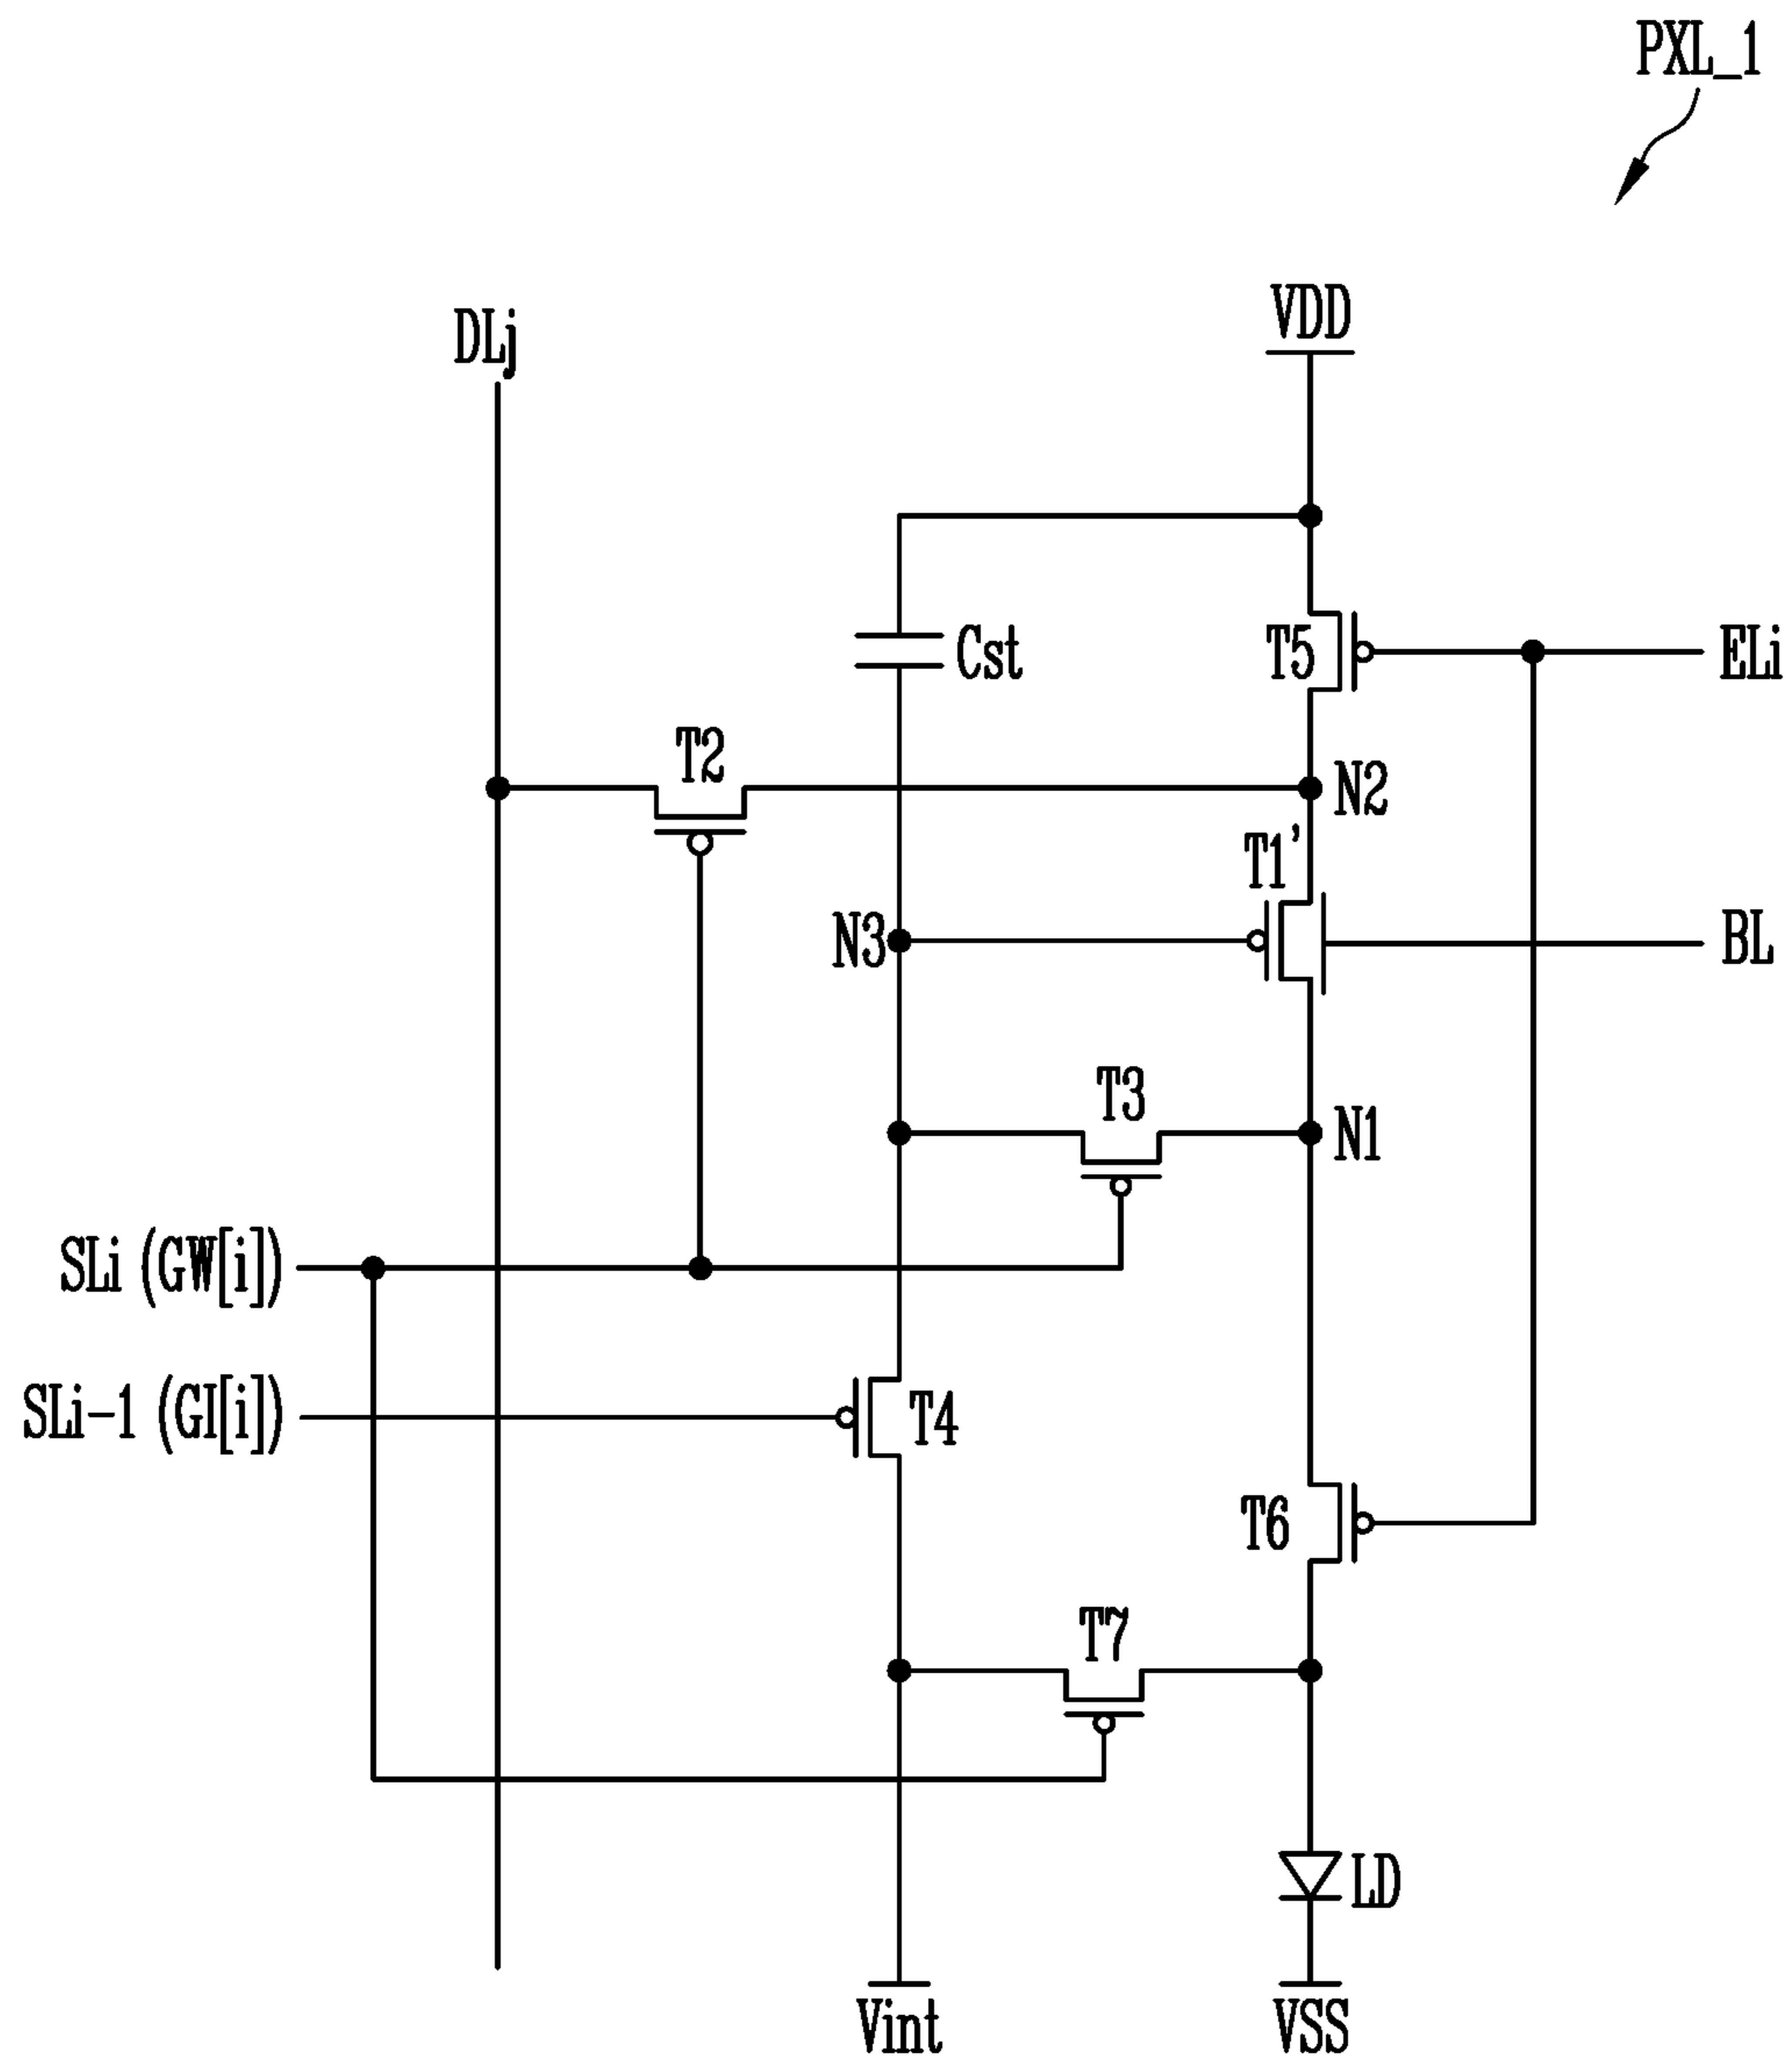 PXL_1
VDD
DLj
Cst
T5
ELi
T2
N2
T1'
N3
BL
T3
N1
SLi (GW[i])
SLi-1 (GI[i])
T4
T6
T7
LD
Vint
VSS